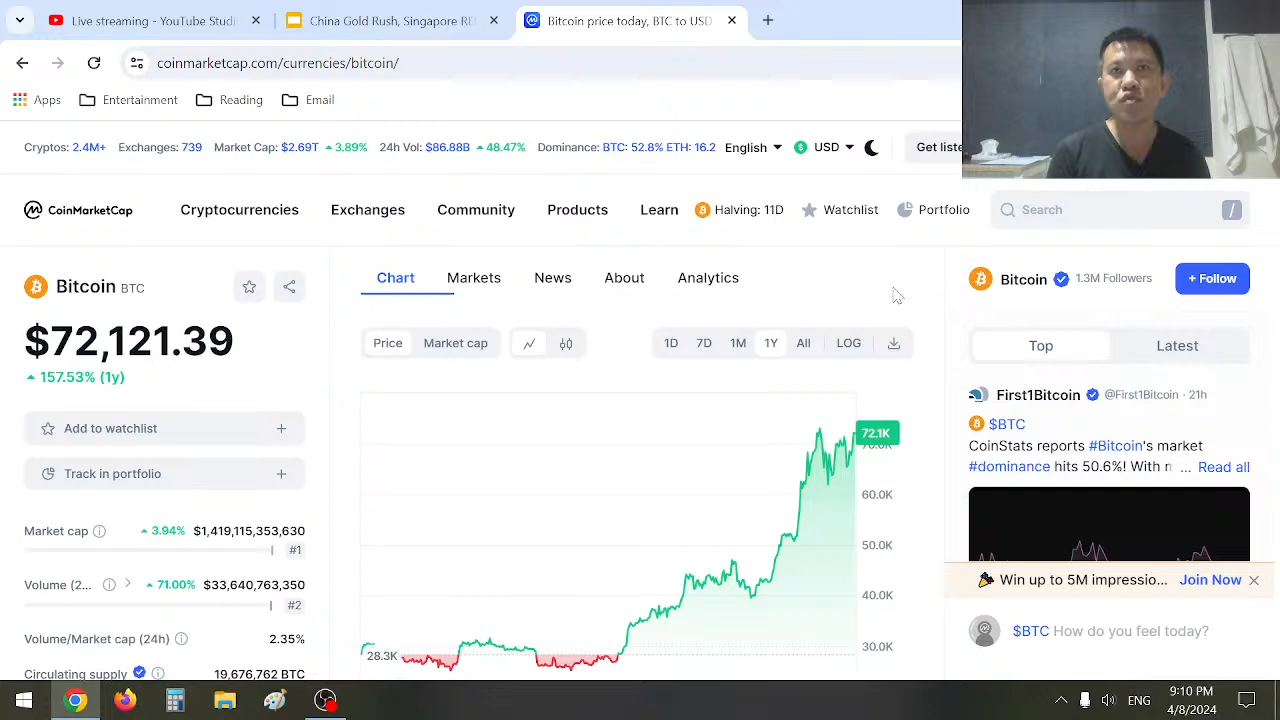 Live streaming - YouTube Studi
China Gold Rush, Singapore RE
Bitcoin price today, BTC to USD
coinmarketcap.com/currencies/bitcoin/
Apps
Entertainment
Reading
Email
Cryptos: 2.4M+ Exchanges: 739 Market Cap: $2.69T 3.89% 24h Vol: $86.88B 48.47% Dominance: BTC: 52.8% ETH: 16.2
English
USD
Get liste
CoinMarketCap
Cryptocurrencies
Exchanges
Community
Products
Learn
Halving: 11D
Watchlist
Portfolio
Search /
Bitcoin BTC
$72,121.39
157.53% (1y)
Add to watchlist +
Track in portfolio +
Market cap 3.94% $1,419,115,353,630
#1
Volume (2... 71.00% $33,640,763,350
#2
Volume/Market cap (24h) 2.35%
Circulating supply 19,676,762 BTC
Chart Markets News About Analytics
Price Market cap
1D 7D 1M 1Y All LOG
72.1K
70.0K
60.0K
50.0K
40.0K
30.0K
28.3K
Bitcoin 1.3M Followers + Follow
Top Latest
First1Bitcoin @First1Bitcoin · 21h
$BTC
CoinStats reports #Bitcoin's market
#dominance hits 50.6%! With ... Read all
Win up to 5M impressio... Join Now
$BTC How do you feel today?
ENG
9:10 PM
4/8/2024